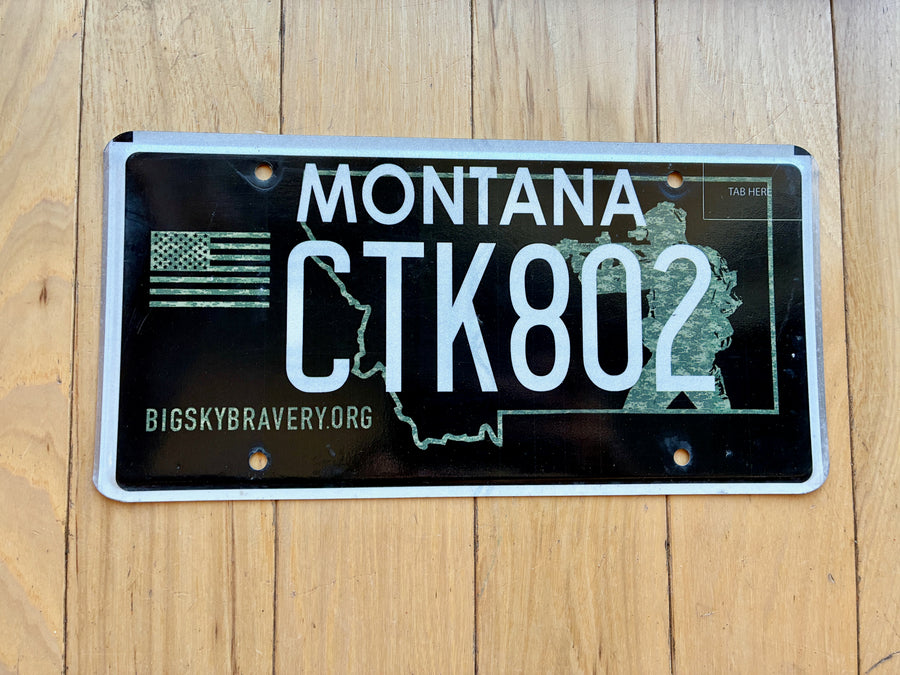 MONTANA
TAB HERE
CTK802
BIGSKYBRAVERY.ORG